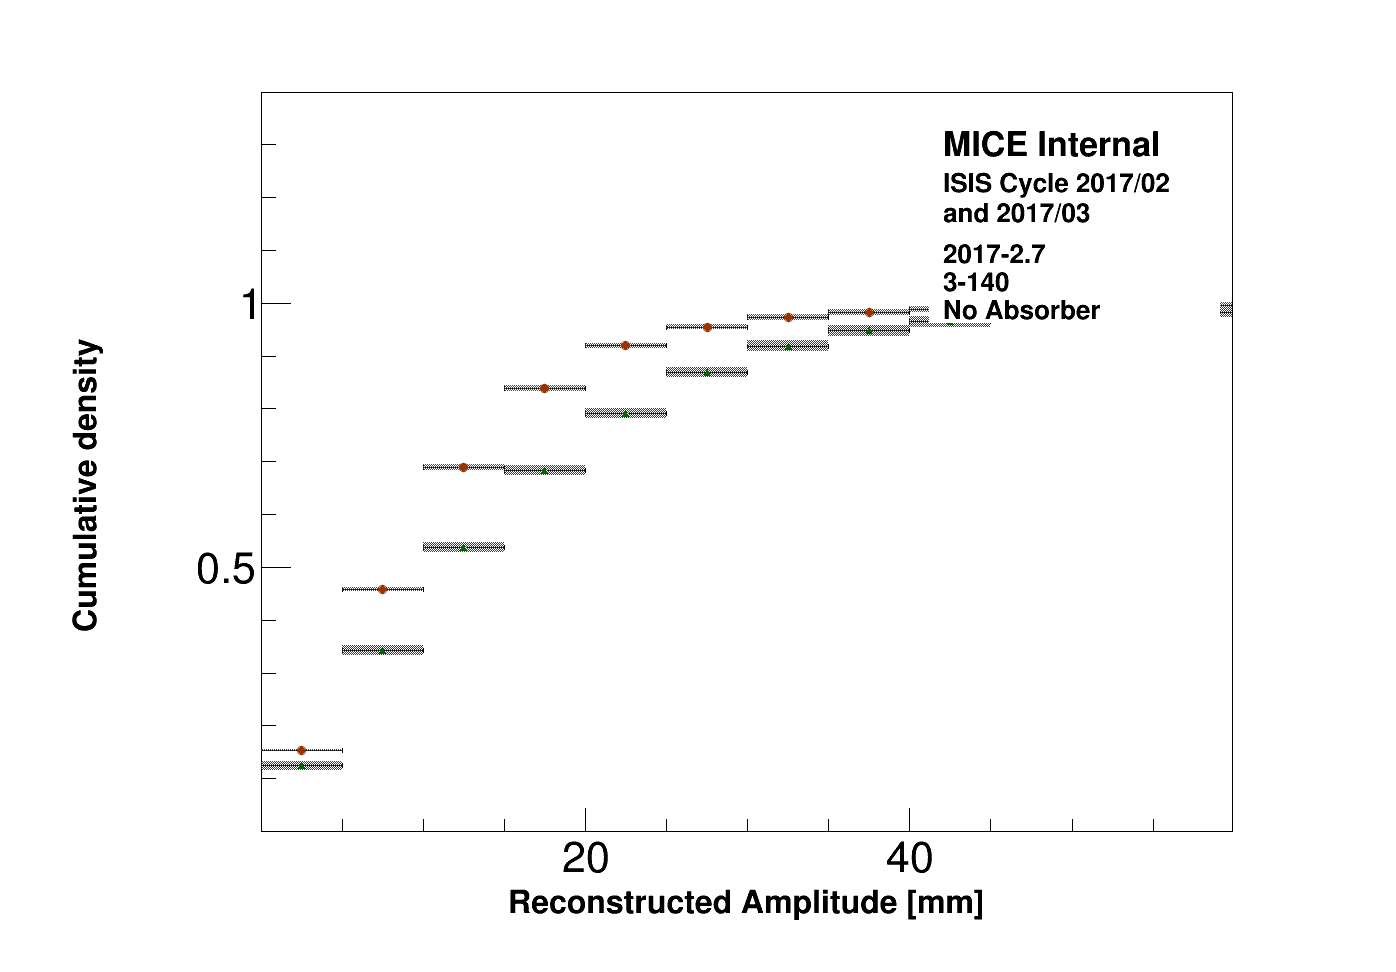 MICE Internal
ISIS Cycle 2017/02
and 2017/03
2017-2.7
3-140
No Absorber
1
0.5
Cumulative density
20
40
Reconstructed Amplitude [mm]